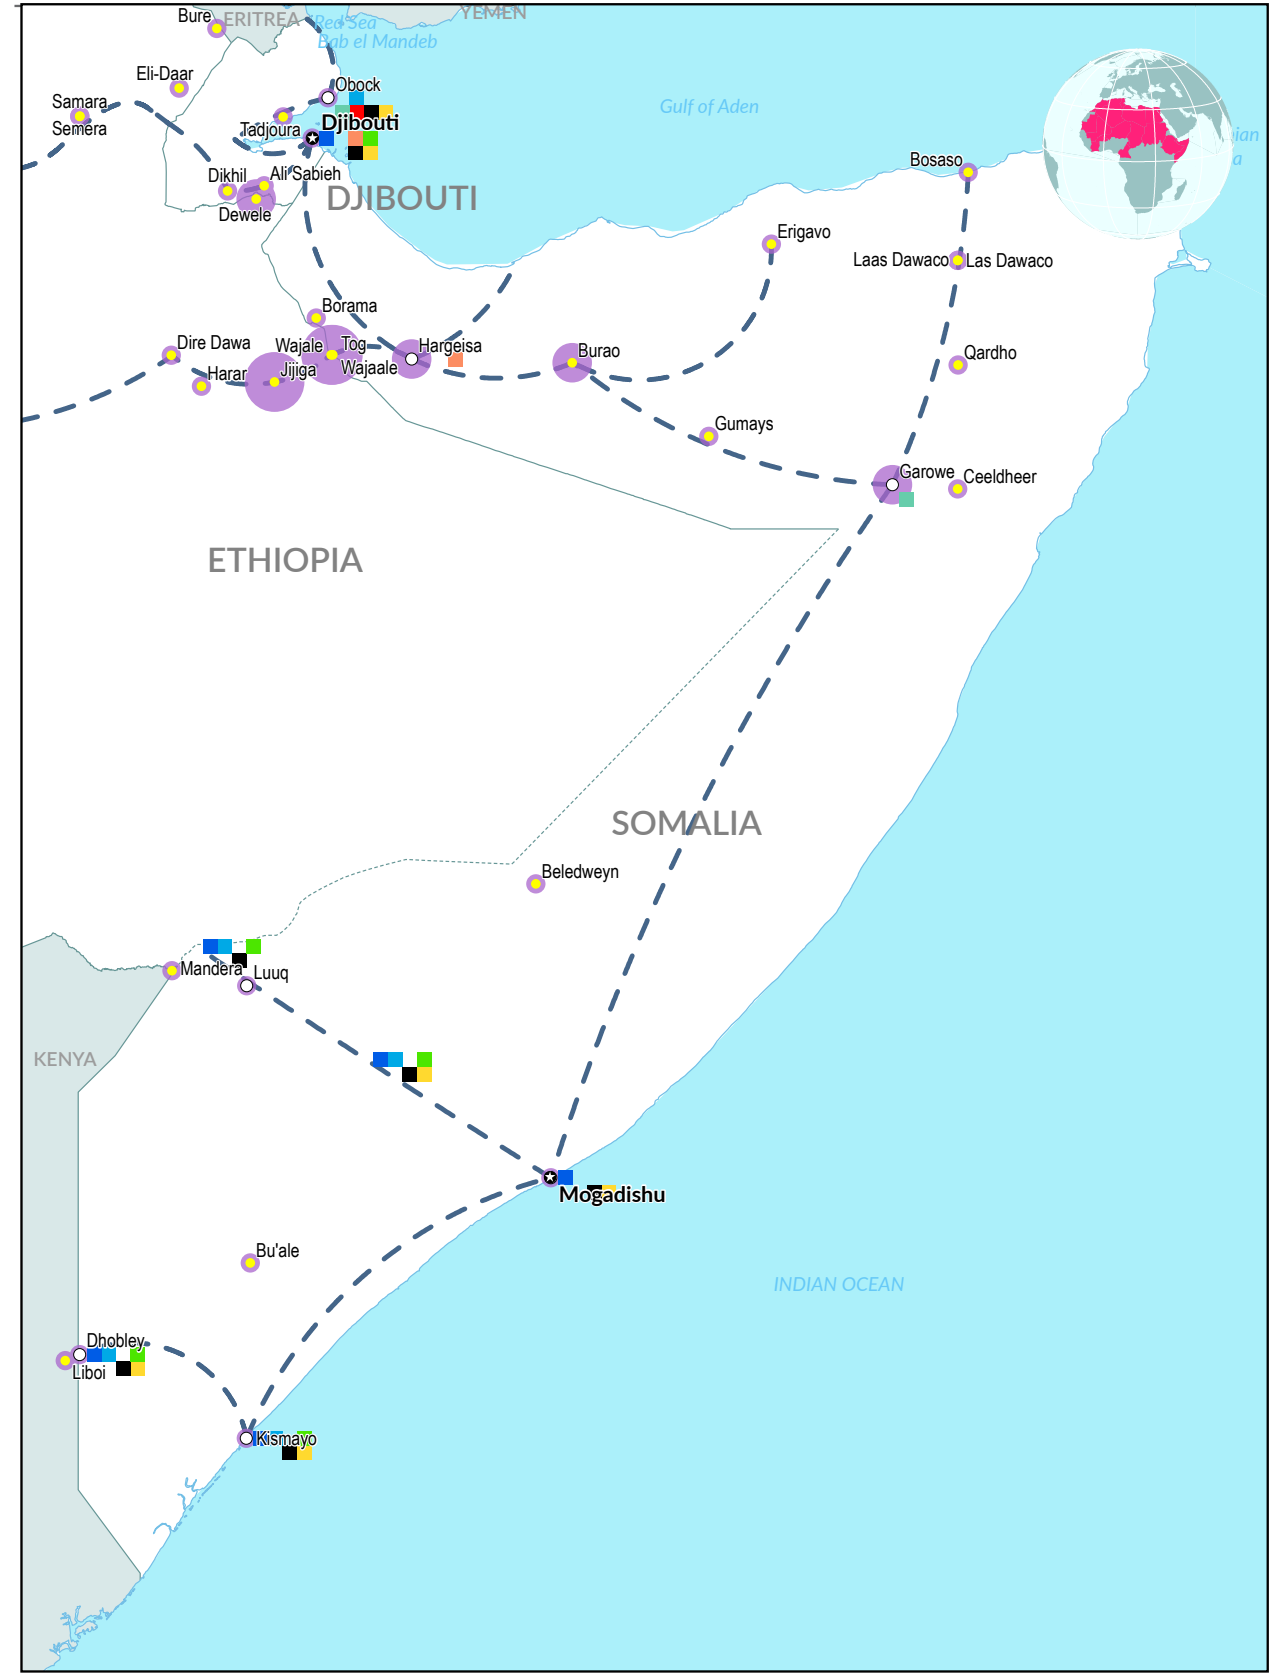 Bure
ERITREA
Red Sea
YEMEN
Bab el Mandeb
Eli-Daar
Obock
Samara
Semera
Gulf of Aden
Tadjoura
Djibouti
Bosaso
Dikhil
Ali Sabieh
DJIBOUTI
Dewele
Erigavo
Laas Dawaco
Las Dawaco
Borama
Dire Dawa
Wajale
Tog
Wajaale
Hargeisa
Burao
Qardho
Harar
Jijiga
Gumays
Garowe
Ceeldheer
ETHIOPIA
SOMALIA
Beledweyn
Mandera
Luuq
KENYA
Mogadishu
Bu'ale
INDIAN OCEAN
Dhobley
Liboi
Kismayo